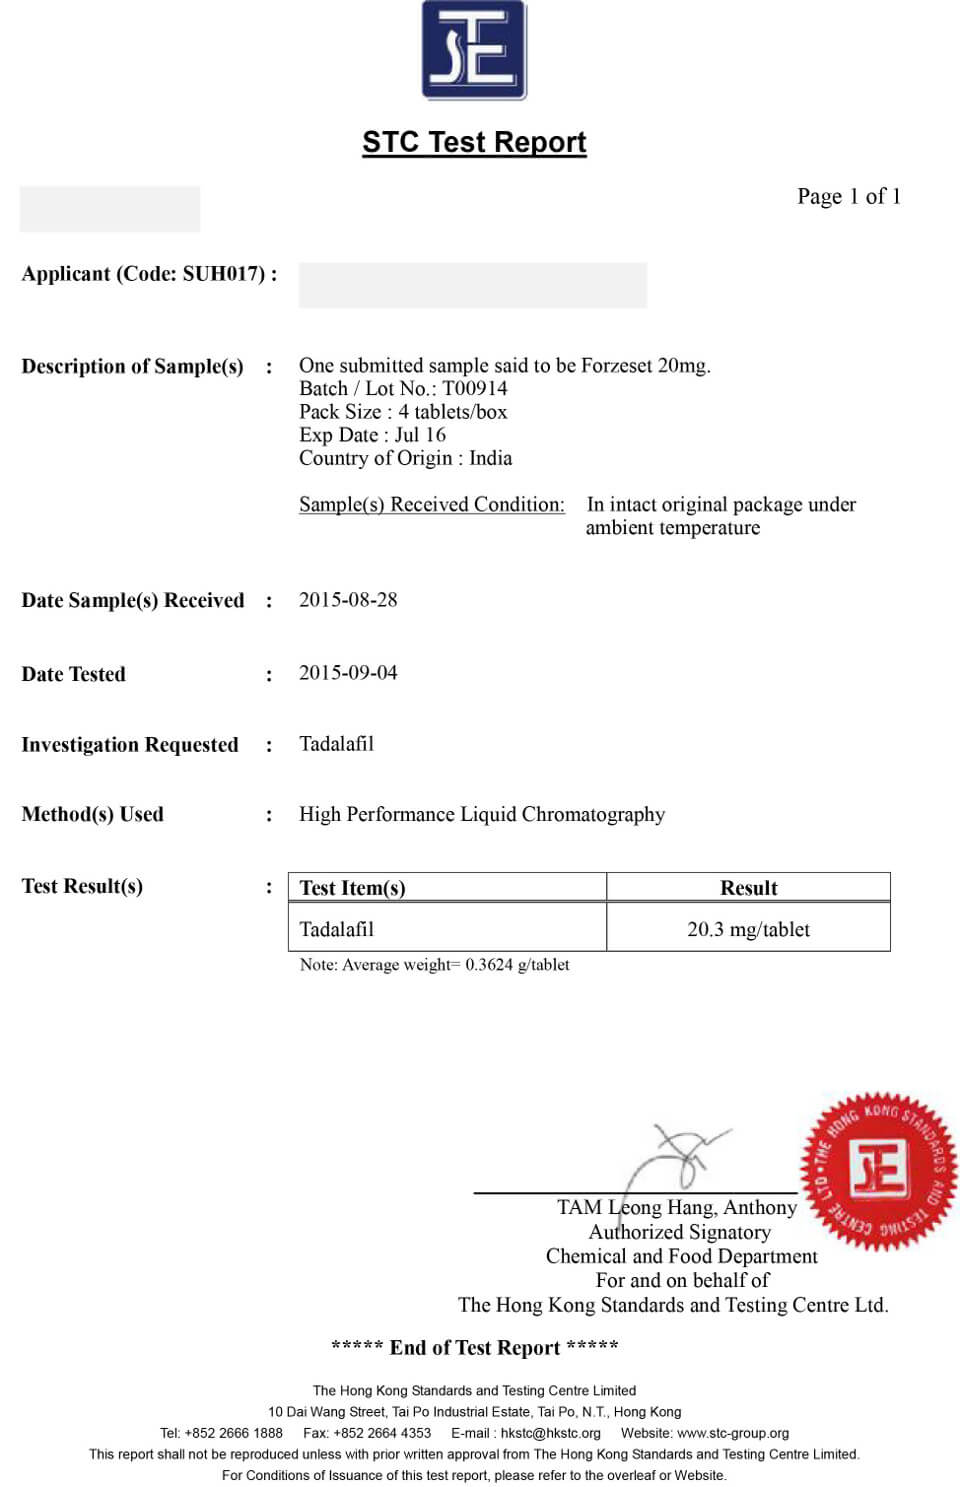 STC
STC Test Report
Page 1 of 1
Applicant (Code: SUH017) :
Description of Sample(s) : One submitted sample said to be Forzeset 20mg.
Batch / Lot No.: T00914
Pack Size : 4 tablets/box
Exp Date : Jul 16
Country of Origin : India
Sample(s) Received Condition: In intact original package under
ambient temperature
Date Sample(s) Received : 2015-08-28
Date Tested : 2015-09-04
Investigation Requested : Tadalafil
Method(s) Used : High Performance Liquid Chromatography
Test Result(s) : Test Item(s) Result
Tadalafil 20.3 mg/tablet
Note: Average weight= 0.3624 g/tablet
THE HONG KONG STANDARDS AND TESTING CENTRE LTD
TAM Leong Hang, Anthony
Authorized Signatory
Chemical and Food Department
For and on behalf of
The Hong Kong Standards and Testing Centre Ltd.
***** End of Test Report *****
The Hong Kong Standards and Testing Centre Limited
10 Dai Wang Street, Tai Po Industrial Estate, Tai Po, N.T., Hong Kong
Tel: +852 2666 1888 Fax: +852 2664 4353 E-mail : hkstc@hkstc.org Website: www.stc-group.org
This report shall not be reproduced unless with prior written approval from The Hong Kong Standards and Testing Centre Limited.
For Conditions of Issuance of this test report, please refer to the overleaf or Website.